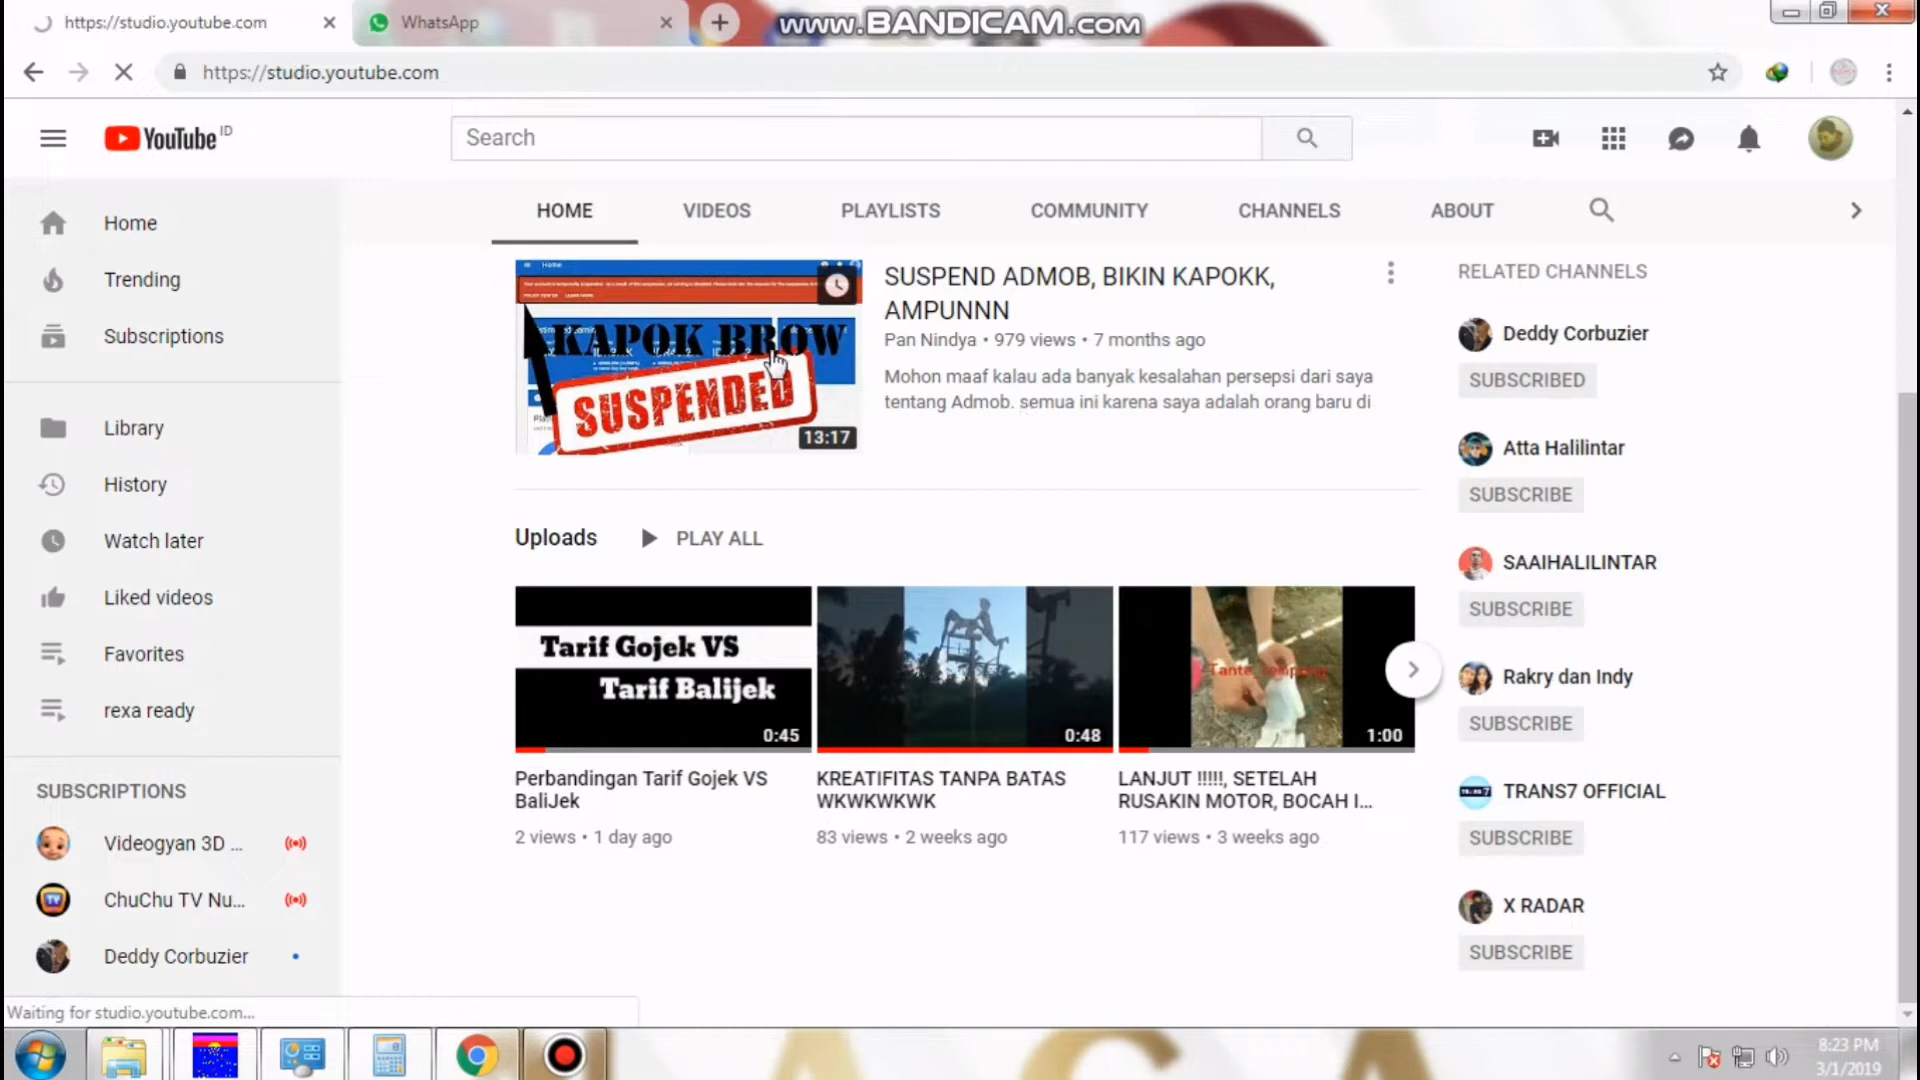 https://studio.youtube.com
WhatsApp
www.BANDICAM.com
https://studio.youtube.com
YouTube ID
Search
Home
Trending
Subscriptions
Library
History
Watch later
Liked videos
Favorites
rexa ready
SUBSCRIPTIONS
Videogyan 3D ...
ChuChu TV Nu...
Deddy Corbuzier
HOME
VIDEOS
PLAYLISTS
COMMUNITY
CHANNELS
ABOUT
Home
KAPOK BROW
SUSPENDED
13:17
SUSPEND ADMOB, BIKIN KAPOKK,
AMPUNNN
Pan Nindya • 979 views • 7 months ago
Mohon maaf kalau ada banyak kesalahan persepsi dari saya
tentang Admob. semua ini karena saya adalah orang baru di
Uploads
PLAY ALL
Tarif Gojek VS
Tarif Balijek
0:45
Perbandingan Tarif Gojek VS
BaliJek
2 views • 1 day ago
0:48
KREATIFITAS TANPA BATAS
WKWKWKWK
83 views • 2 weeks ago
Tante
1:00
LANJUT !!!!!, SETELAH
RUSAKIN MOTOR, BOCAH I...
117 views • 3 weeks ago
RELATED CHANNELS
Deddy Corbuzier
SUBSCRIBED
Atta Halilintar
SUBSCRIBE
SAAIHALILINTAR
SUBSCRIBE
Rakry dan Indy
SUBSCRIBE
TRANS7 OFFICIAL
SUBSCRIBE
X RADAR
SUBSCRIBE
Waiting for studio.youtube.com...
8:23 PM
3/1/2019